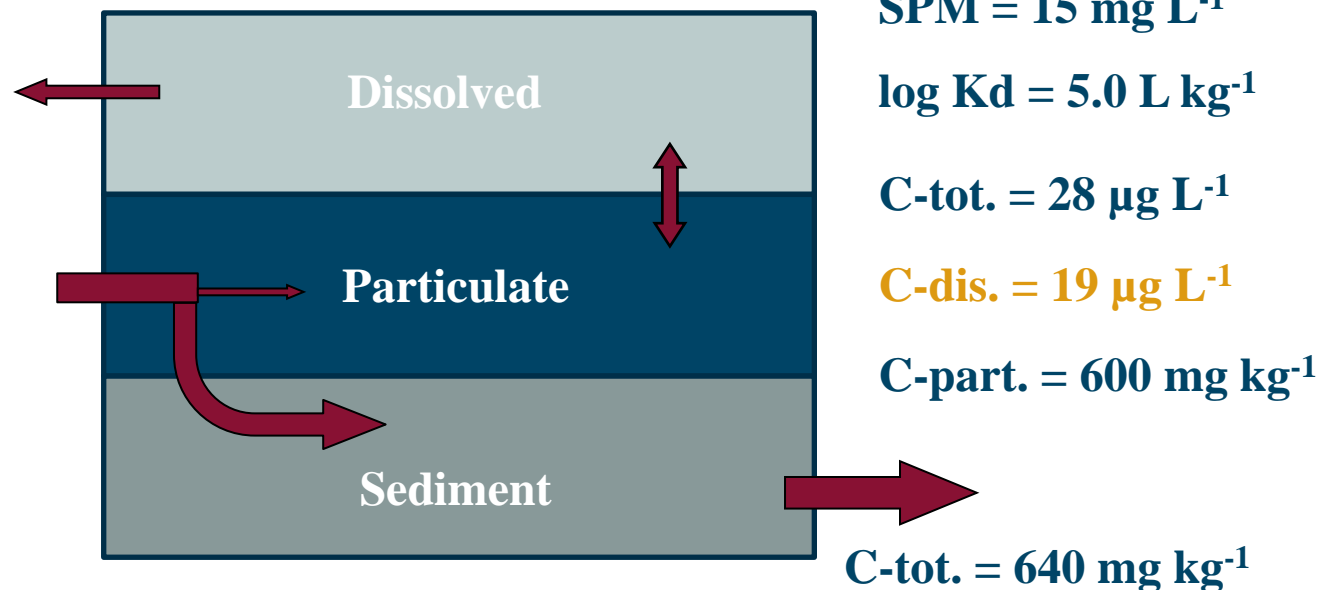 SPM = 15 mg L⁻¹
Dissolved
log Kd = 5.0 L kg⁻¹
C-tot. = 28 µg L⁻¹
Particulate
C-dis. = 19 µg L⁻¹
C-part. = 600 mg kg⁻¹
Sediment
C-tot. = 640 mg kg⁻¹